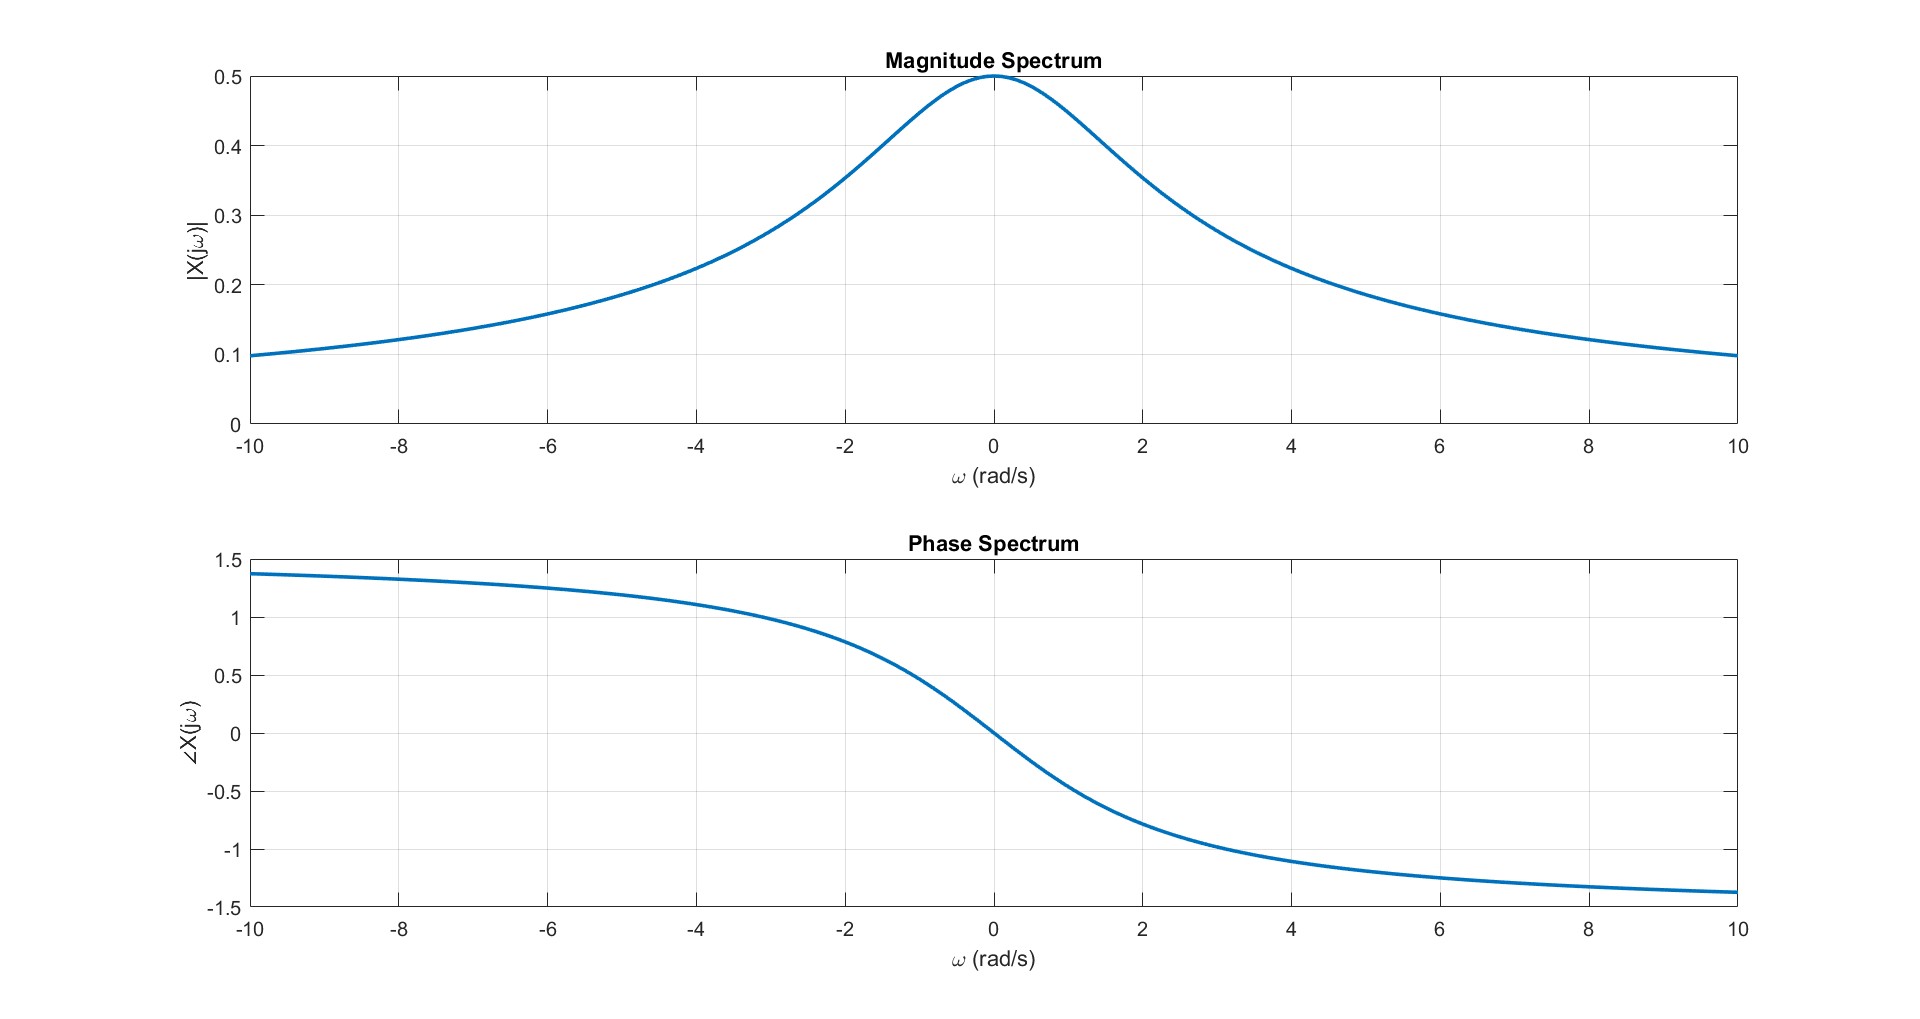 Magnitude Spectrum
|X(jω)|
0.5
0.4
0.3
0.2
0.1
0
-10 -8 -6 -4 -2 0 2 4 6 8 10
ω (rad/s)
Phase Spectrum
∠X(jω)
1.5
1
0.5
0
-0.5
-1
-1.5
-10 -8 -6 -4 -2 0 2 4 6 8 10
ω (rad/s)